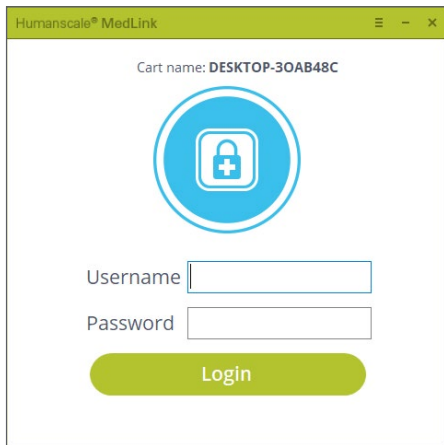 Humanscale® MedLink
Cart name: DESKTOP-3OAB48C
Username
Password
Login